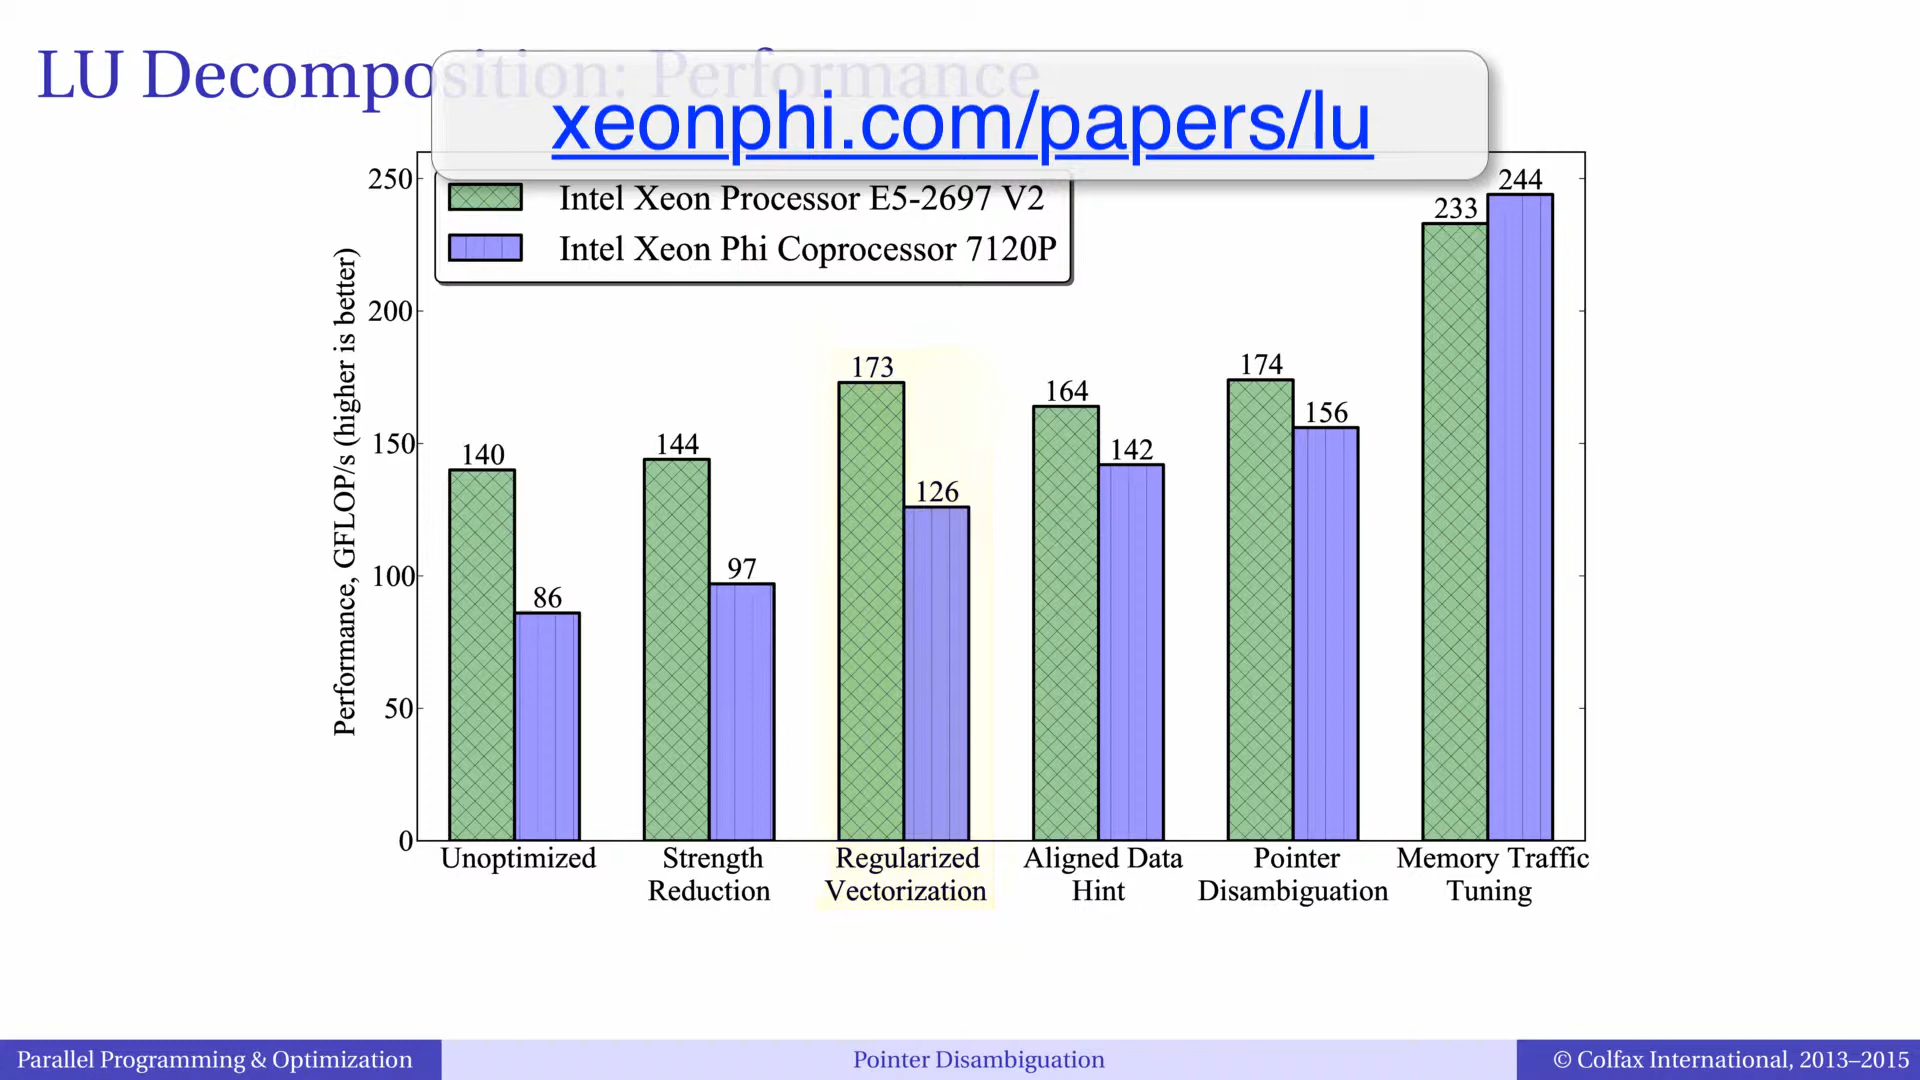 LU Decomposition: Performance
xeonphi.com/papers/lu
Intel Xeon Processor E5-2697 V2
Intel Xeon Phi Coprocessor 7120P
Performance, GFLOP/s (higher is better)
250
200
150
100
50
0
140
86
144
97
173
126
164
142
174
156
233
244
Unoptimized
Strength
Reduction
Regularized
Vectorization
Aligned Data
Hint
Pointer
Disambiguation
Memory Traffic
Tuning
Parallel Programming & Optimization
Pointer Disambiguation
© Colfax International, 2013–2015